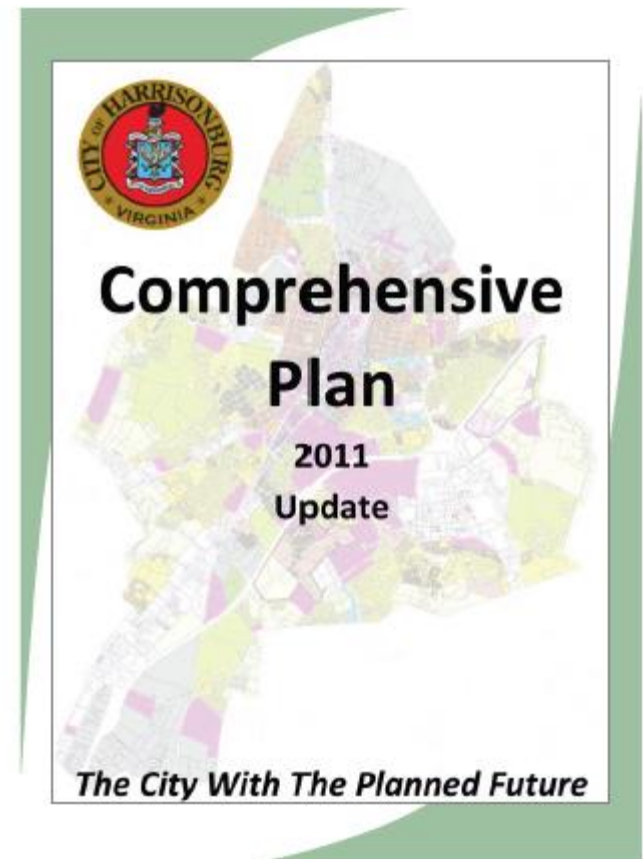 CITY OF HARRISONBURG
VIRGINIA
Comprehensive
Plan
2011
Update
The City With The Planned Future